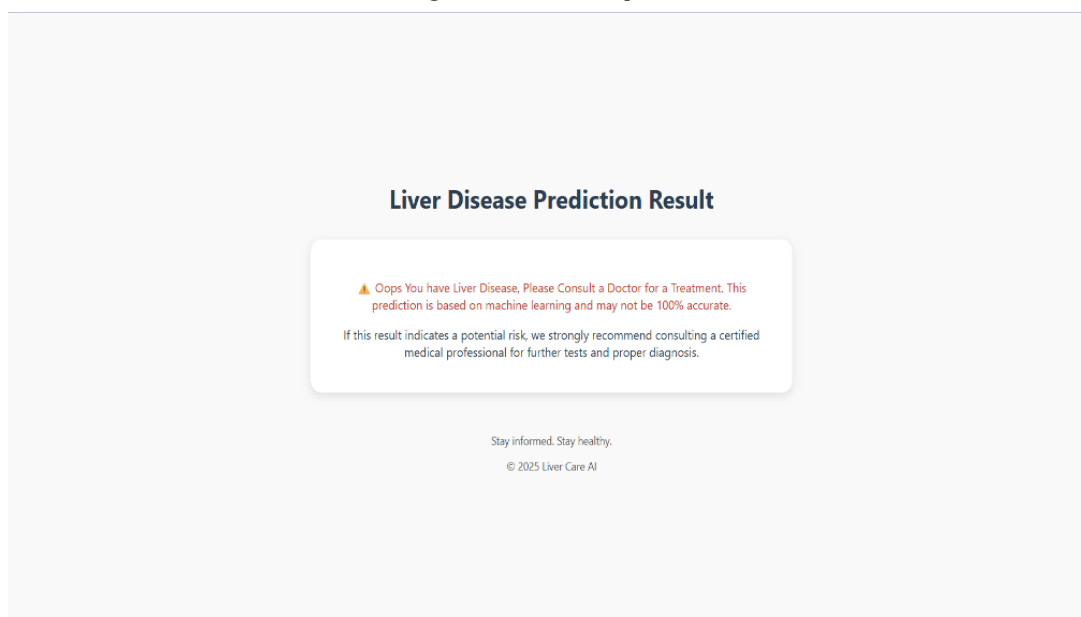 Liver Disease Prediction Result
⚠ Oops You have Liver Disease, Please Consult a Doctor for a Treatment. This
prediction is based on machine learning and may not be 100% accurate.
If this result indicates a potential risk, we strongly recommend consulting a certified
medical professional for further tests and proper diagnosis.
Stay informed. Stay healthy.
© 2025 Liver Care AI